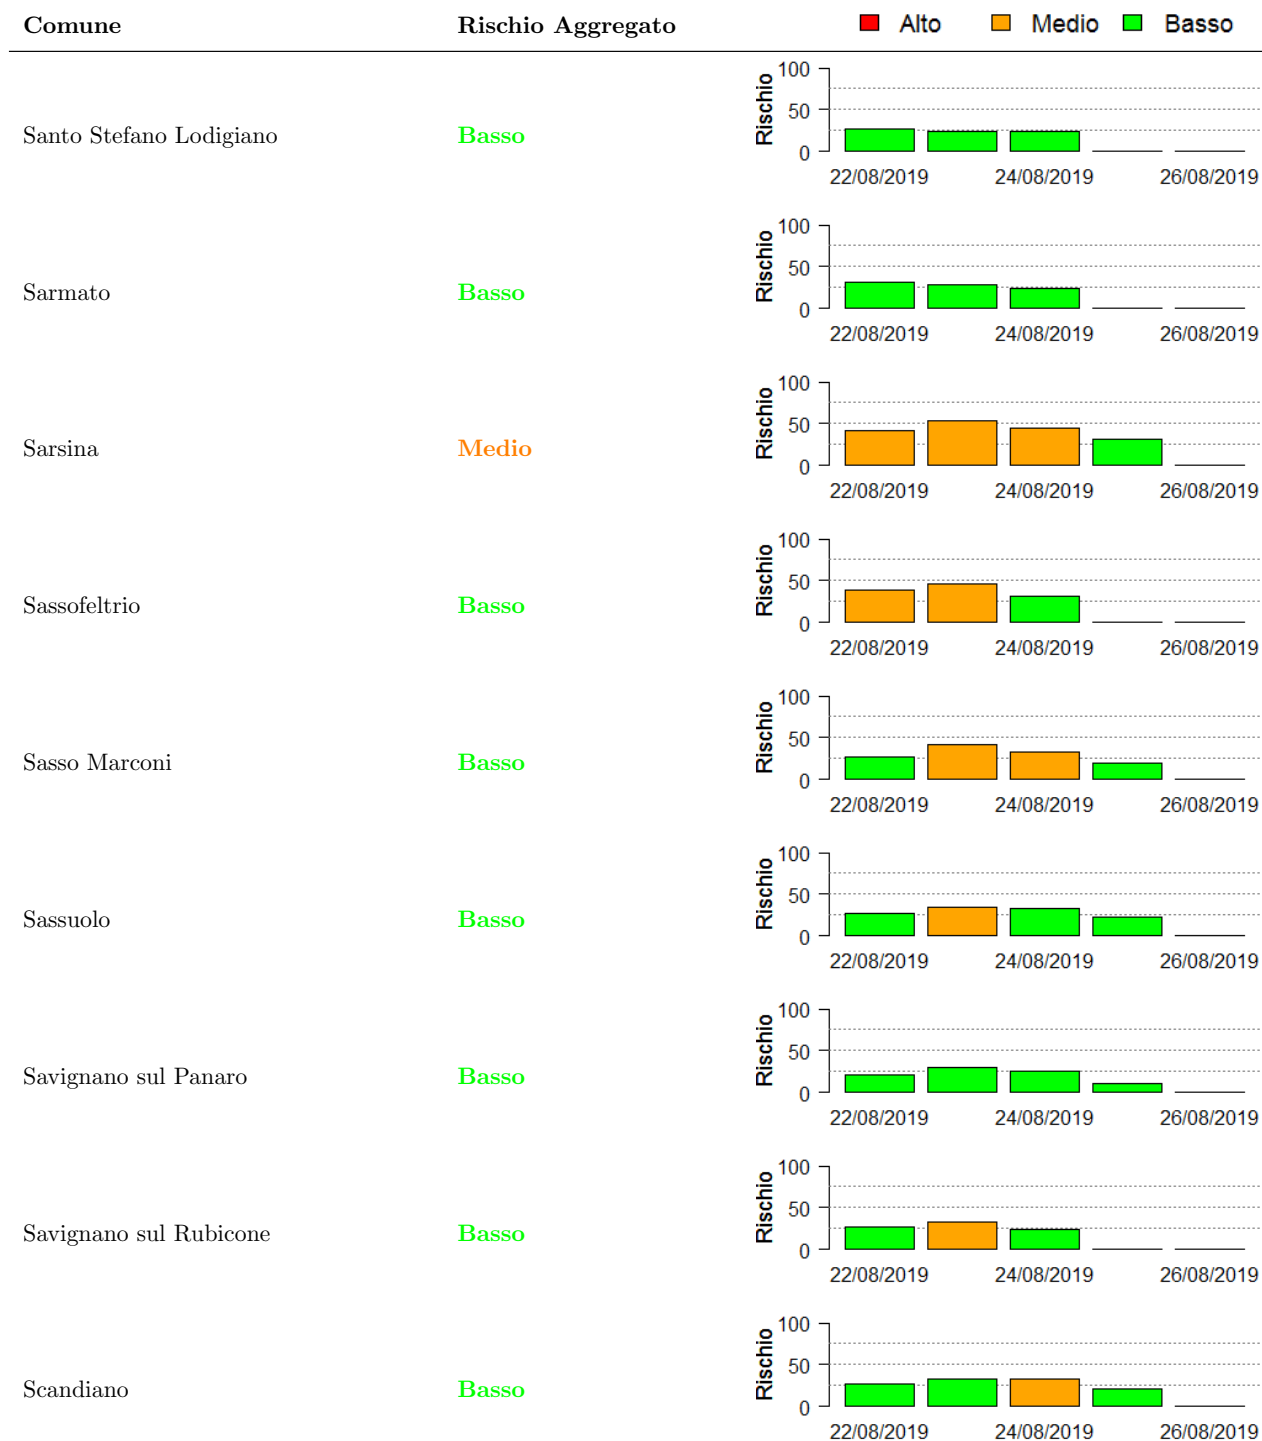 Comune Rischio Aggregato Alto Medio Basso
Santo Stefano Lodigiano Basso
Rischio 100 50 0
22/08/2019 24/08/2019 26/08/2019
Sarmato Basso
Rischio 100 50 0
22/08/2019 24/08/2019 26/08/2019
Sarsina Medio
Rischio 100 50 0
22/08/2019 24/08/2019 26/08/2019
Sassofeltrio Basso
Rischio 100 50 0
22/08/2019 24/08/2019 26/08/2019
Sasso Marconi Basso
Rischio 100 50 0
22/08/2019 24/08/2019 26/08/2019
Sassuolo Basso
Rischio 100 50 0
22/08/2019 24/08/2019 26/08/2019
Savignano sul Panaro Basso
Rischio 100 50 0
22/08/2019 24/08/2019 26/08/2019
Savignano sul Rubicone Basso
Rischio 100 50 0
22/08/2019 24/08/2019 26/08/2019
Scandiano Basso
Rischio 100 50 0
22/08/2019 24/08/2019 26/08/2019